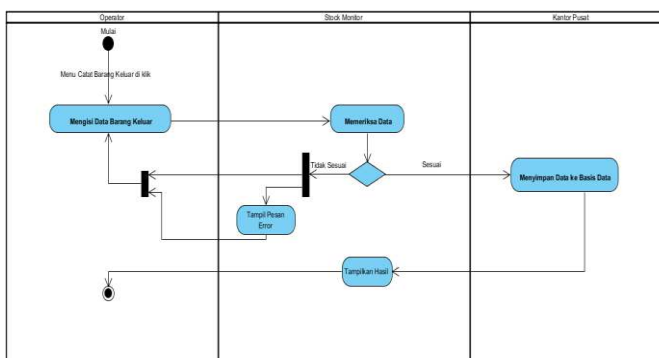 Operator
Stock Monitor
Kantor Pusat
Mulai
Menu Catat Barang Keluar di klik
Mengisi Data Barang Keluar
Memeriksa Data
Tidak Sesuai
Sesuai
Menyimpan Data ke Basis Data
Tampil Pesan
Error
Tampilkan Hasil